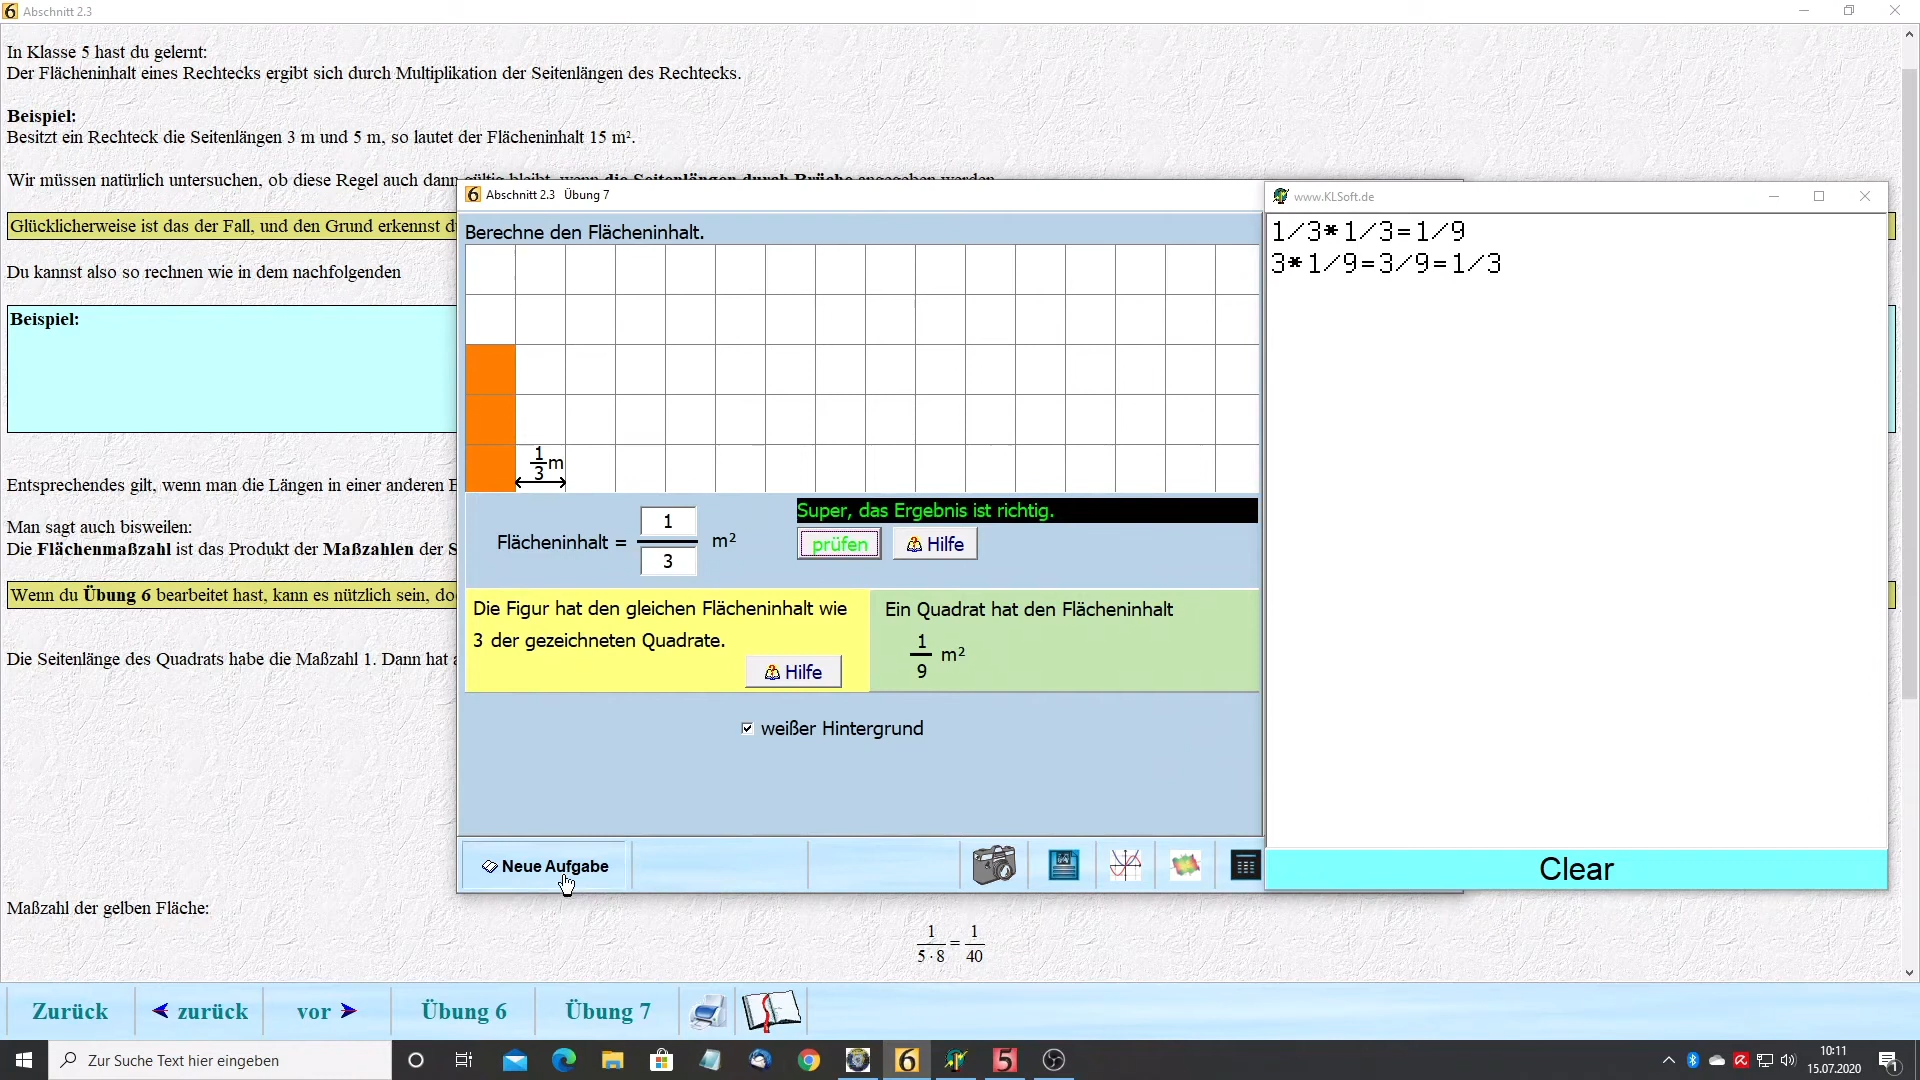 Abschnitt 2.3
In Klasse 5 hast du gelernt:
Der Flächeninhalt eines Rechtecks ergibt sich durch Multiplikation der Seitenlängen des Rechtecks.
Beispiel:
Besitzt ein Rechteck die Seitenlängen 3 m und 5 m, so lautet der Flächeninhalt 15 m².
Wir müssen natürlich untersuchen, ob diese Regel auch dann gültig bleibt, wenn die Seitenlängen durch Brüche angegeben werden
Glücklicherweise ist das der Fall, und den Grund erkennst d
Du kannst also so rechnen wie in dem nachfolgenden
Beispiel:
Entsprechendes gilt, wenn man die Längen in einer anderen E
Man sagt auch bisweilen:
Die Flächenmaßzahl ist das Produkt der Maßzahlen der S
Wenn du Übung 6 bearbeitet hast, kann es nützlich sein, do
Die Seitenlänge des Quadrats habe die Maßzahl 1. Dann hat a
Maßzahl der gelben Fläche:
1/(5·8) = 1/40
Abschnitt 2.3 Übung 7
Berechne den Flächeninhalt.
1/3 m
Flächeninhalt = 1/3 m²
Super, das Ergebnis ist richtig.
prüfen Hilfe
Die Figur hat den gleichen Flächeninhalt wie
3 der gezeichneten Quadrate.
Hilfe
Ein Quadrat hat den Flächeninhalt
1/9 m²
weißer Hintergrund
Neue Aufgabe
www.KLSoft.de
1/3*1/3=1/9
3*1/9=3/9=1/3
Clear
Zurück zurück vor Übung 6 Übung 7
Zur Suche Text hier eingeben
10:11
15.07.2020